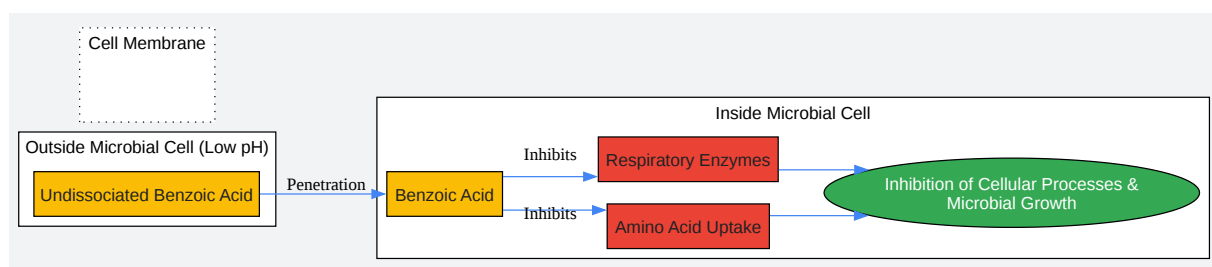 Cell Membrane
Outside Microbial Cell (Low pH)
Undissociated Benzoic Acid
Penetration
Inside Microbial Cell
Benzoic Acid
Inhibits
Respiratory Enzymes
Inhibits
Amino Acid Uptake
Inhibition of Cellular Processes &
Microbial Growth